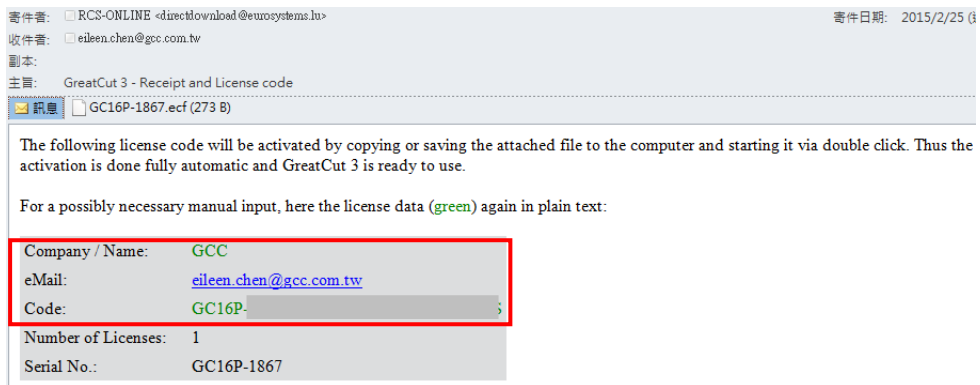 寄件者: RCS-ONLINE <directdownload@eurosystems.lu> 寄件日期: 2015/2/25
收件者: eileen.chen@gcc.com.tw
副本:
主旨: GreatCut 3 - Receipt and License code
訊息 GC16P-1867.ecf (273 B)
The following license code will be activated by copying or saving the attached file to the computer and starting it via double click. Thus the
activation is done fully automatic and GreatCut 3 is ready to use.
For a possibly necessary manual input, here the license data (green) again in plain text:
Company / Name: GCC
eMail: eileen.chen@gcc.com.tw
Code: GC16P-
Number of Licenses: 1
Serial No.: GC16P-1867